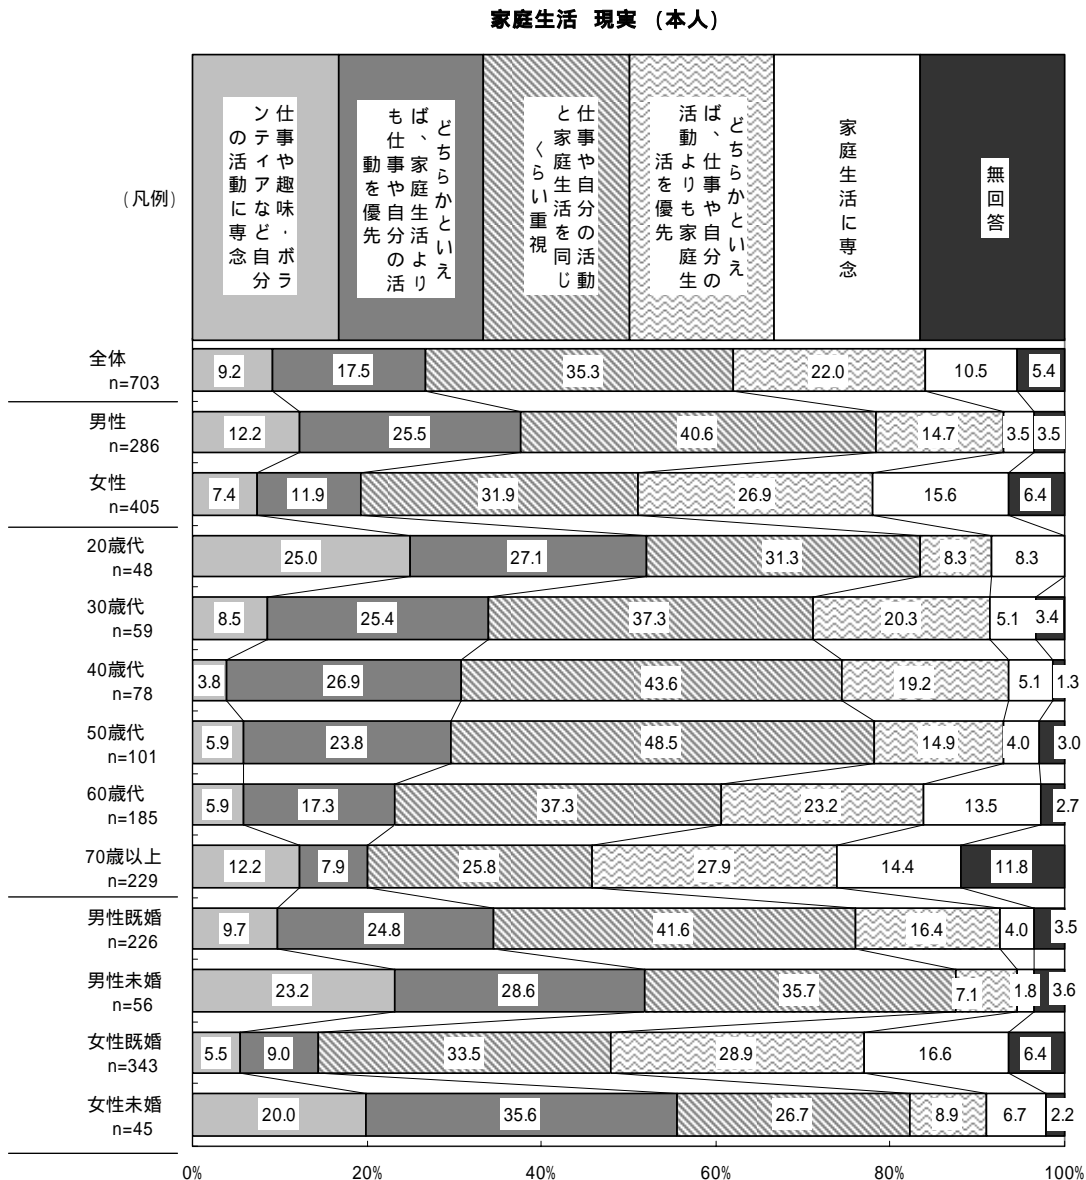 家庭生活 現実 (本人)
(凡例)
仕事や趣味・ボラ
ンティアなど自分
の活動に専念
どちらかといえ
ば、家庭生活より
も仕事や自分の活
動を優先
仕事や自分の活動
と家庭生活を同じ
くらい重視
どちらかといえ
ば、仕事や自分の
活動よりも家庭生
活を優先
家庭生活に専念
無回答
全体
n=703
9.2 17.5 35.3 22.0 10.5 5.4
男性
n=286
12.2 25.5 40.6 14.7 3.5 3.5
女性
n=405
7.4 11.9 31.9 26.9 15.6 6.4
20歳代
n=48
25.0 27.1 31.3 8.3 8.3
30歳代
n=59
8.5 25.4 37.3 20.3 5.1 3.4
40歳代
n=78
3.8 26.9 43.6 19.2 5.1 1.3
50歳代
n=101
5.9 23.8 48.5 14.9 4.0 3.0
60歳代
n=185
5.9 17.3 37.3 23.2 13.5 2.7
70歳以上
n=229
12.2 7.9 25.8 27.9 14.4 11.8
男性既婚
n=226
9.7 24.8 41.6 16.4 4.0 3.5
男性未婚
n=56
23.2 28.6 35.7 7.1 1.8 3.6
女性既婚
n=343
5.5 9.0 33.5 28.9 16.6 6.4
女性未婚
n=45
20.0 35.6 26.7 8.9 6.7 2.2
0% 20% 40% 60% 80% 100%